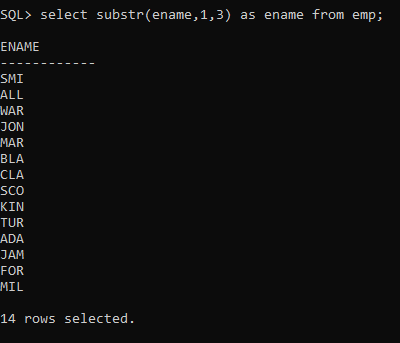 SQL> select substr(ename,1,3) as ename from emp;
ENAME
------------
SMI
ALL
WAR
JON
MAR
BLA
CLA
SCO
KIN
TUR
ADA
JAM
FOR
MIL
14 rows selected.